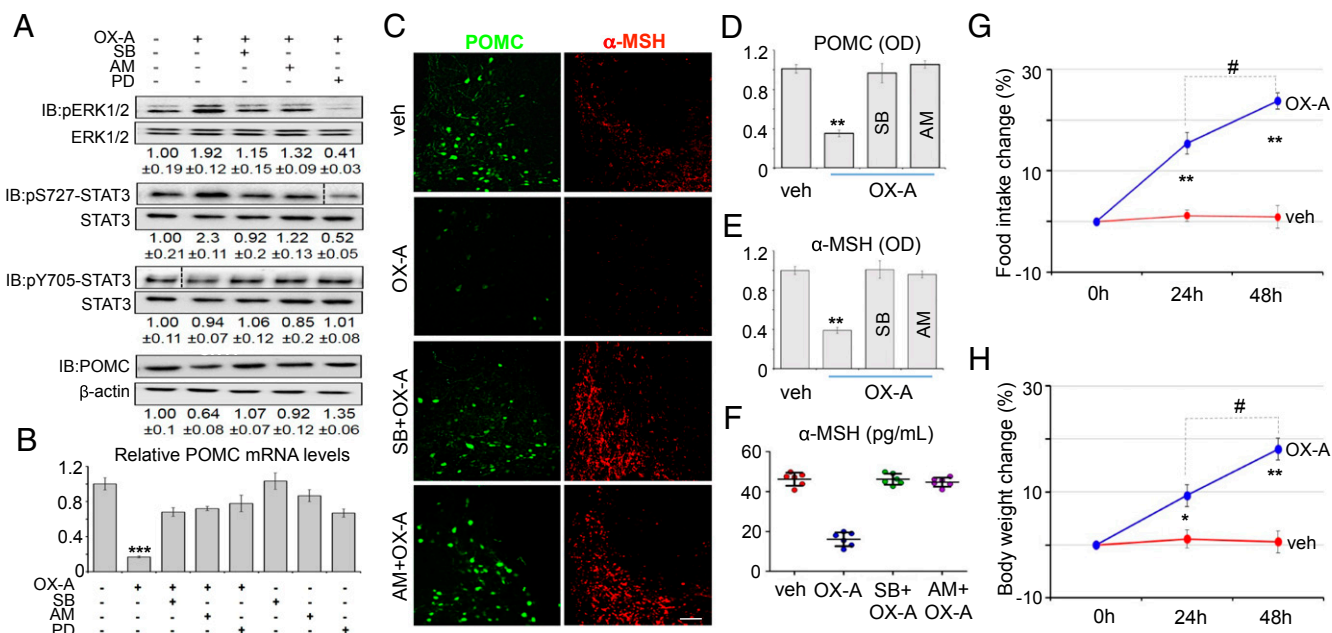 A
OX-A - + + + +
SB - - + - -
AM - - - + -
PD - - - - +
IB:pERK1/2
ERK1/2
1.00 1.92 1.15 1.32 0.41
±0.19 ±0.12 ±0.15 ±0.09 ±0.03
IB:pS727-STAT3
STAT3
1.00 2.3 0.92 1.22 0.52
±0.21 ±0.11 ±0.2 ±0.13 ±0.05
IB:pY705-STAT3
STAT3
1.00 0.94 1.06 0.85 1.01
±0.11 ±0.07 ±0.12 ±0.2 ±0.08
IB:POMC
β-actin
1.00 0.64 1.07 0.92 1.35
±0.1 ±0.08 ±0.07 ±0.12 ±0.06
B
Relative POMC mRNA levels
1.2
0.8
0.4
0
***
OX-A - + + + + - - -
SB - - + - - + - -
AM - - - + - - + -
PD - - - - + - - +
C
POMC α-MSH
veh
OX-A
SB+OX-A
AM+OX-A
D
POMC (OD)
1.2
0.8
0.4
0
**
SB
AM
veh
OX-A
E
α-MSH (OD)
1.2
0.8
0.4
0
**
SB
AM
veh
OX-A
F
α-MSH (pg/mL)
60
40
20
0
veh OX-A SB+ AM+
OX-A OX-A
G
Food intake change (%)
30
10
-10
#
OX-A
**
**
veh
0h 24h 48h
H
Body weight change (%)
30
10
-10
#
OX-A
**
*
veh
0h 24h 48h